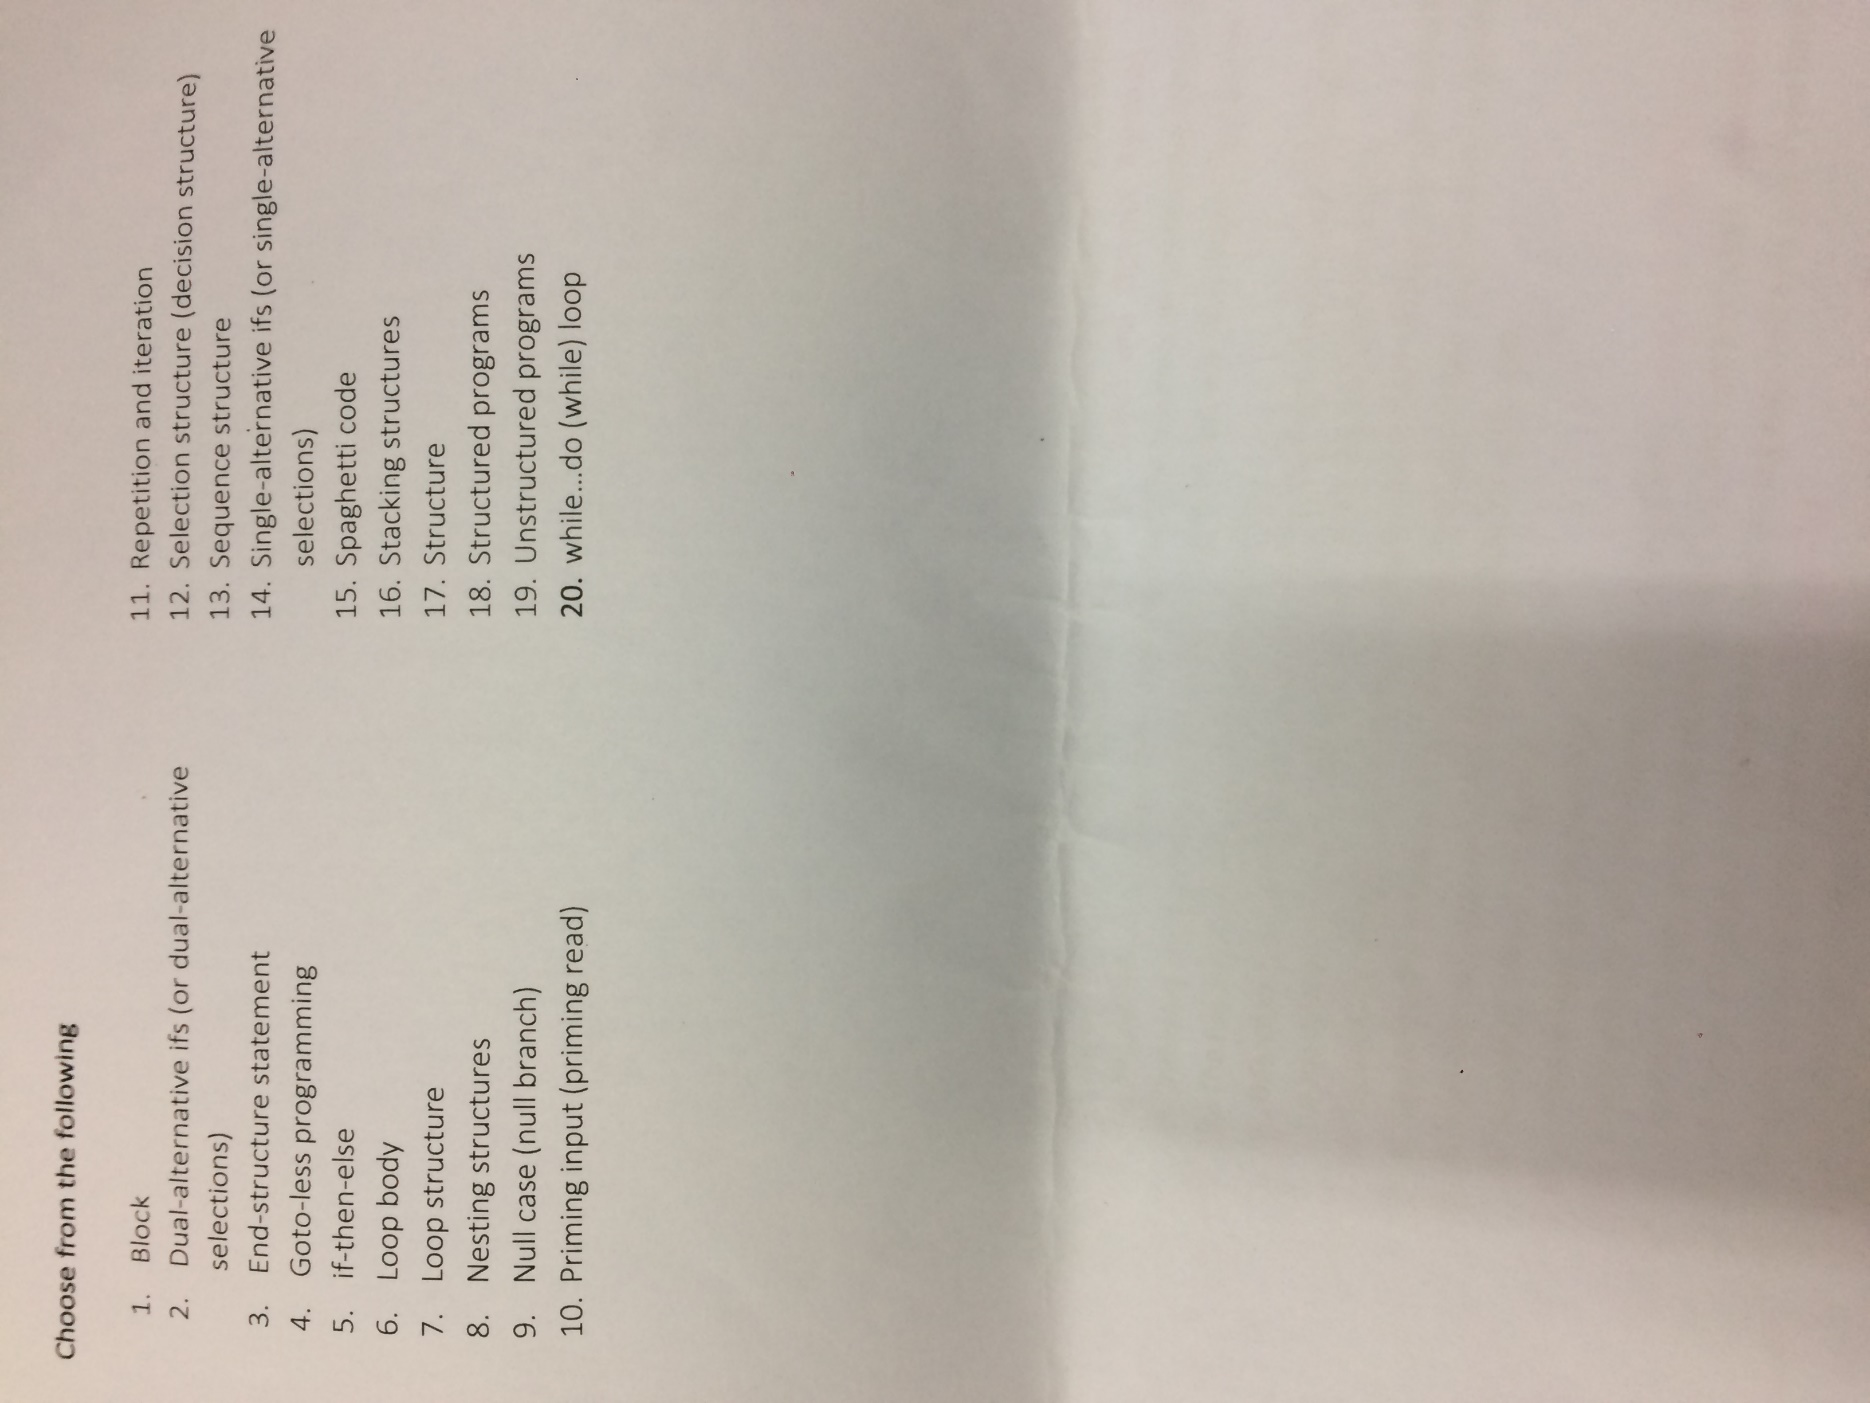 Choose from the following
1. Block
2. Dual-alternative ifs (or dual-alternative
selections)
3. End-structure statement
4. Goto-less programming
5. if-then-else
6. Loop body
7. Loop structure
8. Nesting structures
9. Null case (null branch)
10. Priming input (priming read)
11. Repetition and iteration
12. Selection structure (decision structure)
13. Sequence structure
14. Single-alternative ifs (or single-alternative
selections)
15. Spaghetti code
16. Stacking structures
17. Structure
18. Structured programs
19. Unstructured programs
20. while...do (while) loop